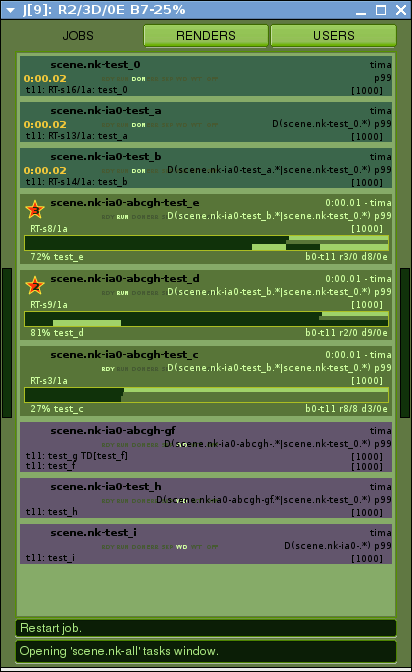 J[9]: R2/3D/0E B7-25%
JOBS RENDERS USERS
scene.nk-test_0 tima
0:00.02 DON p99
t11: RT-s16/1a: test_0 [1000]
scene.nk-ia0-test_a tima
0:00.02 DON D(scene.nk-test_0.*) p99
t11: RT-s13/1a: test_a [1000]
scene.nk-ia0-test_b tima
0:00.02 DON D(scene.nk-ia0-test_a.*|scene.nk-test_0.*) p99
t11: RT-s14/1a: test_b [1000]
scene.nk-ia0-abcgh-test_e 0:00.01 - tima
RUN D(scene.nk-ia0-test_b.*|scene.nk-test_0.*) p99
RT-s8/1a [1000]
72% test_e b0-t11 r3/0 d8/0e
scene.nk-ia0-abcgh-test_d 0:00.01 - tima
RUN D(scene.nk-ia0-test_b.*|scene.nk-test_0.*) p99
RT-s9/1a [1000]
81% test_d b0-t11 r2/0 d9/0e
scene.nk-ia0-abcgh-test_c 0:00.01 - tima
RDY D(scene.nk-ia0-test_b.*|scene.nk-test_0.*) p99
RT-s3/1a [1000]
27% test_c b0-t11 r8/8 d3/0e
scene.nk-ia0-abcgh-gf tima
D(scene.nk-ia0-abcgh-.*|scene.nk-test_0.*) p99
t11: test_g TD[test_f] [1000]
t11: test_f [1000]
scene.nk-ia0-test_h tima
D(scene.nk-ia0-abcgh-gf.*|scene.nk-test_0.*) p99
t11: test_h [1000]
scene.nk-test_i tima
WD D(scene.nk-ia0-.*) p99
t11: test_i [1000]
Restart job.
Opening 'scene.nk-all' tasks window.